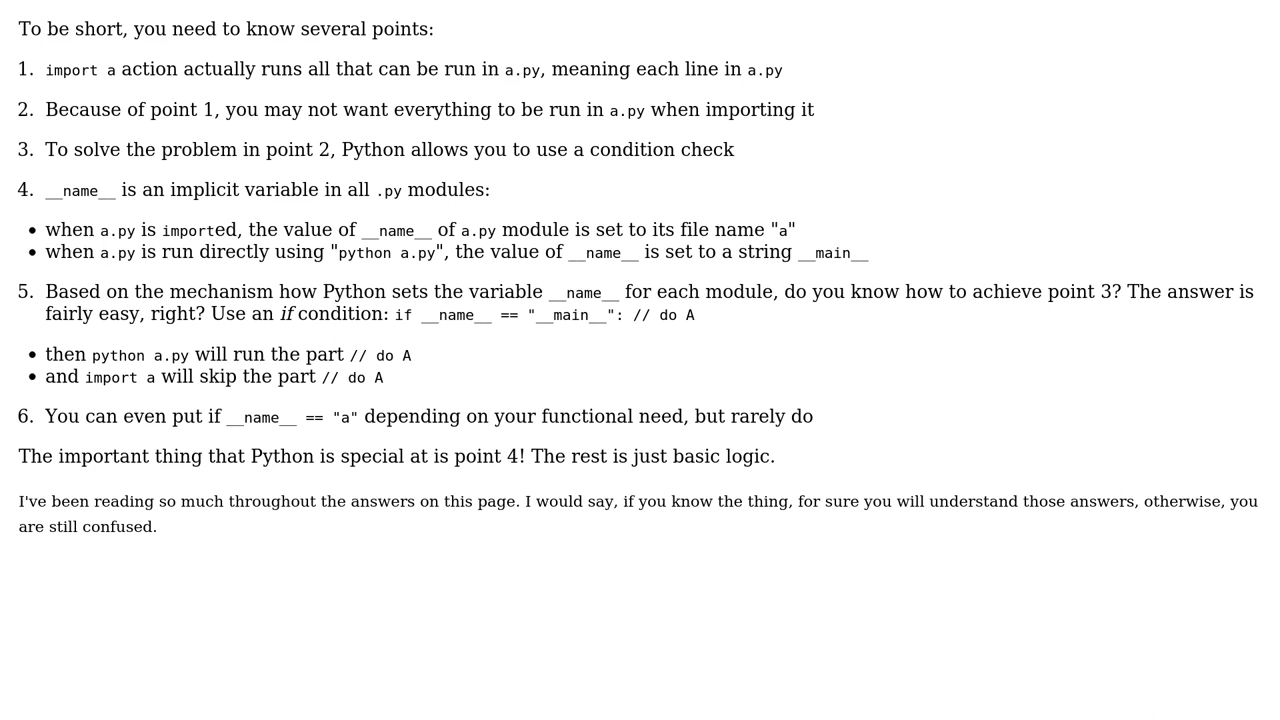 To be short, you need to know several points:
1. import a action actually runs all that can be run in a.py, meaning each line in a.py
2. Because of point 1, you may not want everything to be run in a.py when importing it
3. To solve the problem in point 2, Python allows you to use a condition check
4. __name__ is an implicit variable in all .py modules:
• when a.py is imported, the value of __name__ of a.py module is set to its file name "a"
• when a.py is run directly using "python a.py", the value of __name__ is set to a string __main__
5. Based on the mechanism how Python sets the variable __name__ for each module, do you know how to achieve point 3? The answer is
fairly easy, right? Use an if condition: if __name__ == "__main__": // do A
• then python a.py will run the part // do A
• and import a will skip the part // do A
6. You can even put if __name__ == "a" depending on your functional need, but rarely do
The important thing that Python is special at is point 4! The rest is just basic logic.
I've been reading so much throughout the answers on this page. I would say, if you know the thing, for sure you will understand those answers, otherwise, you
are still confused.